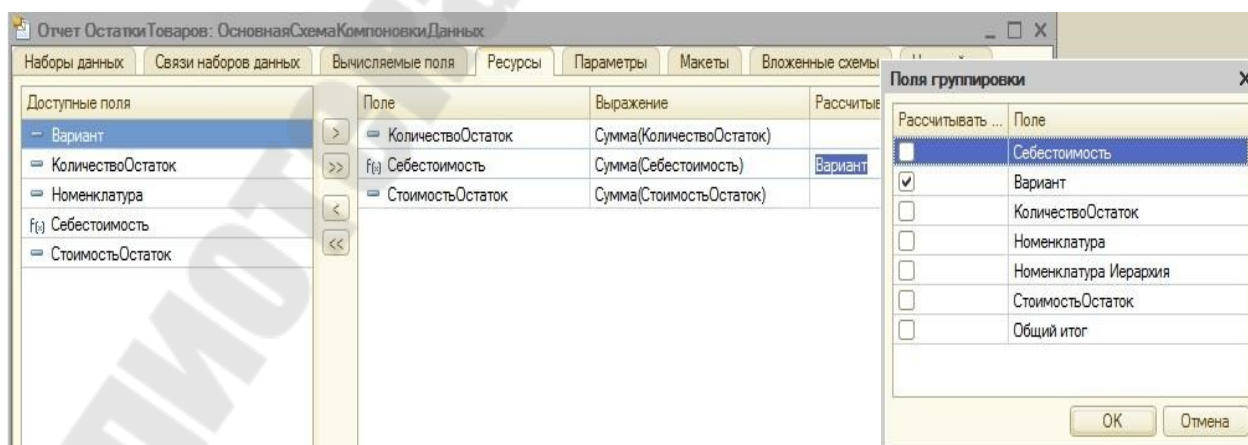 Отчет ОстаткиТоваров: ОсновнаяСхемаКомпоновкиДанных
Наборы данных Связи наборов данных Вычисляемые поля Ресурсы Параметры Макеты Вложенные схемы
Доступные поля
Вариант
КоличествоОстаток
Номенклатура
f(x) Себестоимость
СтоимостьОстаток
> >> < <<
Поле Выражение Рассчитые
КоличествоОстаток Сумма(КоличествоОстаток)
f(x) Себестоимость Сумма(Себестоимость) Вариант
СтоимостьОстаток Сумма(СтоимостьОстаток)
Поля группировки
Рассчитывать ... Поле
Себестоимость
Вариант
КоличествоОстаток
Номенклатура
Номенклатура Иерархия
СтоимостьОстаток
Общий итог
OK Отмена